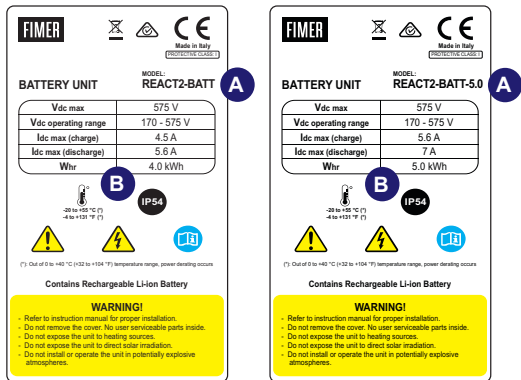 FIMER
CE
Made in Italy
PROTECTIVE CLASS: I
BATTERY UNIT
MODEL:
REACT2-BATT
A
Vdc max 575 V
Vdc operating range 170 - 575 V
Idc max (charge) 4.5 A
Idc max (discharge) 5.6 A
Whr 4.0 kWh
B
-20 to +55 °C (*)
-4 to +131 °F (*)
IP54
(*): Out of 0 to +40 °C (+32 to +104 °F) temperature range, power derating occurs
Contains Rechargeable Li-ion Battery
WARNING!
- Refer to instruction manual for proper installation.
- Do not remove the cover. No user serviceable parts inside.
- Do not expose the unit to heating sources.
- Do not expose the unit to direct solar irradiation.
- Do not install or operate the unit in potentially explosive
atmospheres.
FIMER
CE
Made in Italy
PROTECTIVE CLASS: I
BATTERY UNIT
MODEL:
REACT2-BATT-5.0
A
Vdc max 575 V
Vdc operating range 170 - 575 V
Idc max (charge) 5.6 A
Idc max (discharge) 7 A
Whr 5.0 kWh
B
-20 to +55 °C (*)
-4 to +131 °F (*)
IP54
(*): Out of 0 to +40 °C (+32 to +104 °F) temperature range, power derating occurs
Contains Rechargeable Li-ion Battery
WARNING!
- Refer to instruction manual for proper installation.
- Do not remove the cover. No user serviceable parts inside.
- Do not expose the unit to heating sources.
- Do not expose the unit to direct solar irradiation.
- Do not install or operate the unit in potentially explosive
atmospheres.